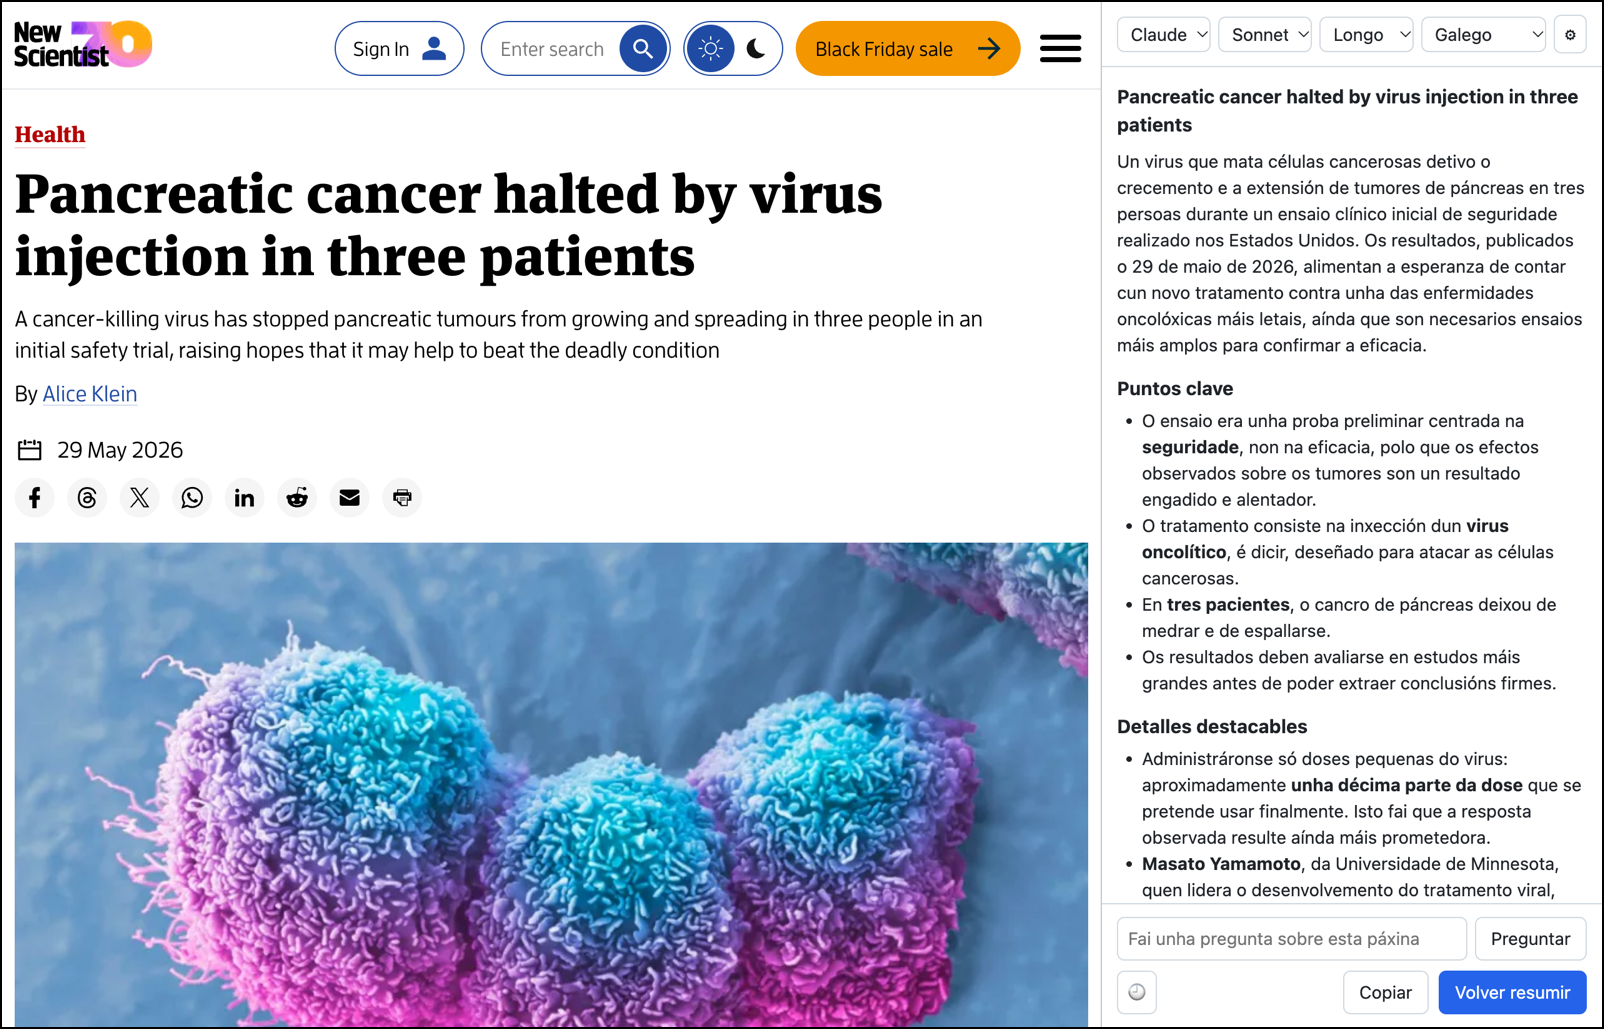 New
Scientist
70
Sign In
Enter search
Black Friday sale
Health
Pancreatic cancer halted by virus
injection in three patients
A cancer-killing virus has stopped pancreatic tumours from growing and spreading in three people in an
initial safety trial, raising hopes that it may help to beat the deadly condition
By Alice Klein
29 May 2026
Claude
Sonnet
Longo
Galego
Pancreatic cancer halted by virus injection in three
patients
Un virus que mata células cancerosas detivo o
crecemento e a extensión de tumores de páncreas en tres
persoas durante un ensaio clínico inicial de seguridade
realizado nos Estados Unidos. Os resultados, publicados
o 29 de maio de 2026, alimentan a esperanza de contar
cun novo tratamento contra unha das enfermidades
oncolóxicas máis letais, aínda que son necesarios ensaios
máis amplos para confirmar a eficacia.
Puntos clave
• O ensaio era unha proba preliminar centrada na
seguridade, non na eficacia, polo que os efectos
observados sobre os tumores son un resultado
engadido e alentador.
• O tratamento consiste na inxección dun virus
oncolítico, é dicir, deseñado para atacar as células
cancerosas.
• En tres pacientes, o cancro de páncreas deixou de
medrar e de espallarse.
• Os resultados deben avaliarse en estudos máis
grandes antes de poder extraer conclusións firmes.
Detalles destacables
• Administráronse só doses pequenas do virus:
aproximadamente unha décima parte da dose que se
pretende usar finalmente. Isto fai que a resposta
observada resulte aínda máis prometedora.
• Masato Yamamoto, da Universidade de Minnesota,
quen lidera o desenvolvemento do tratamento viral,
Fai unha pregunta sobre esta páxina
Preguntar
Copiar
Volver resumir